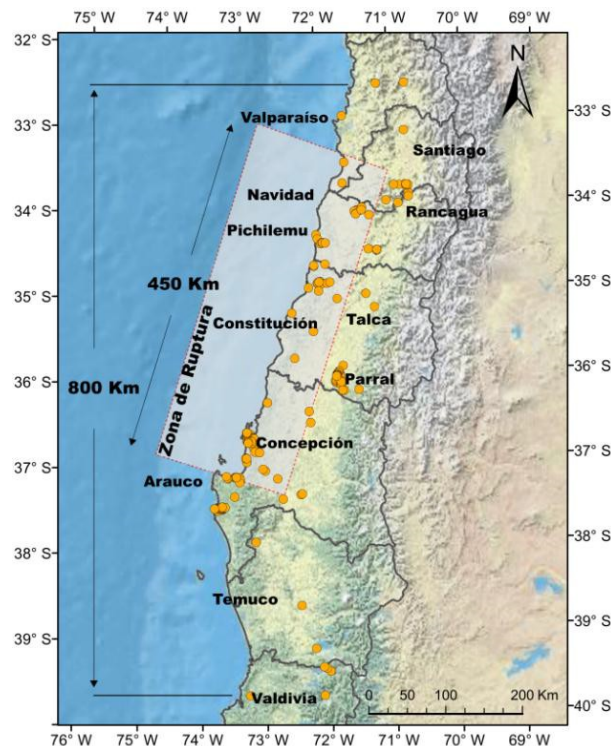 76° W 75° W 74° W 73° W 72° W 71° W 70° W 69° W
32° S
N
33° S
33° S
Valparaíso
Santiago
Navidad
34° S
34° S
Rancagua
Pichilemu
450 Km
35° S
35° S
Constitución
Talca
800 Km
Zona de Ruptura
36° S
36° S
Parral
Concepción
37° S
37° S
Arauco
38° S
38° S
Temuco
39° S
39° S
Valdivia
0 50 100 200 Km
40° S
76° W 75° W 74° W 73° W 72° W 71° W 70° W 69° W